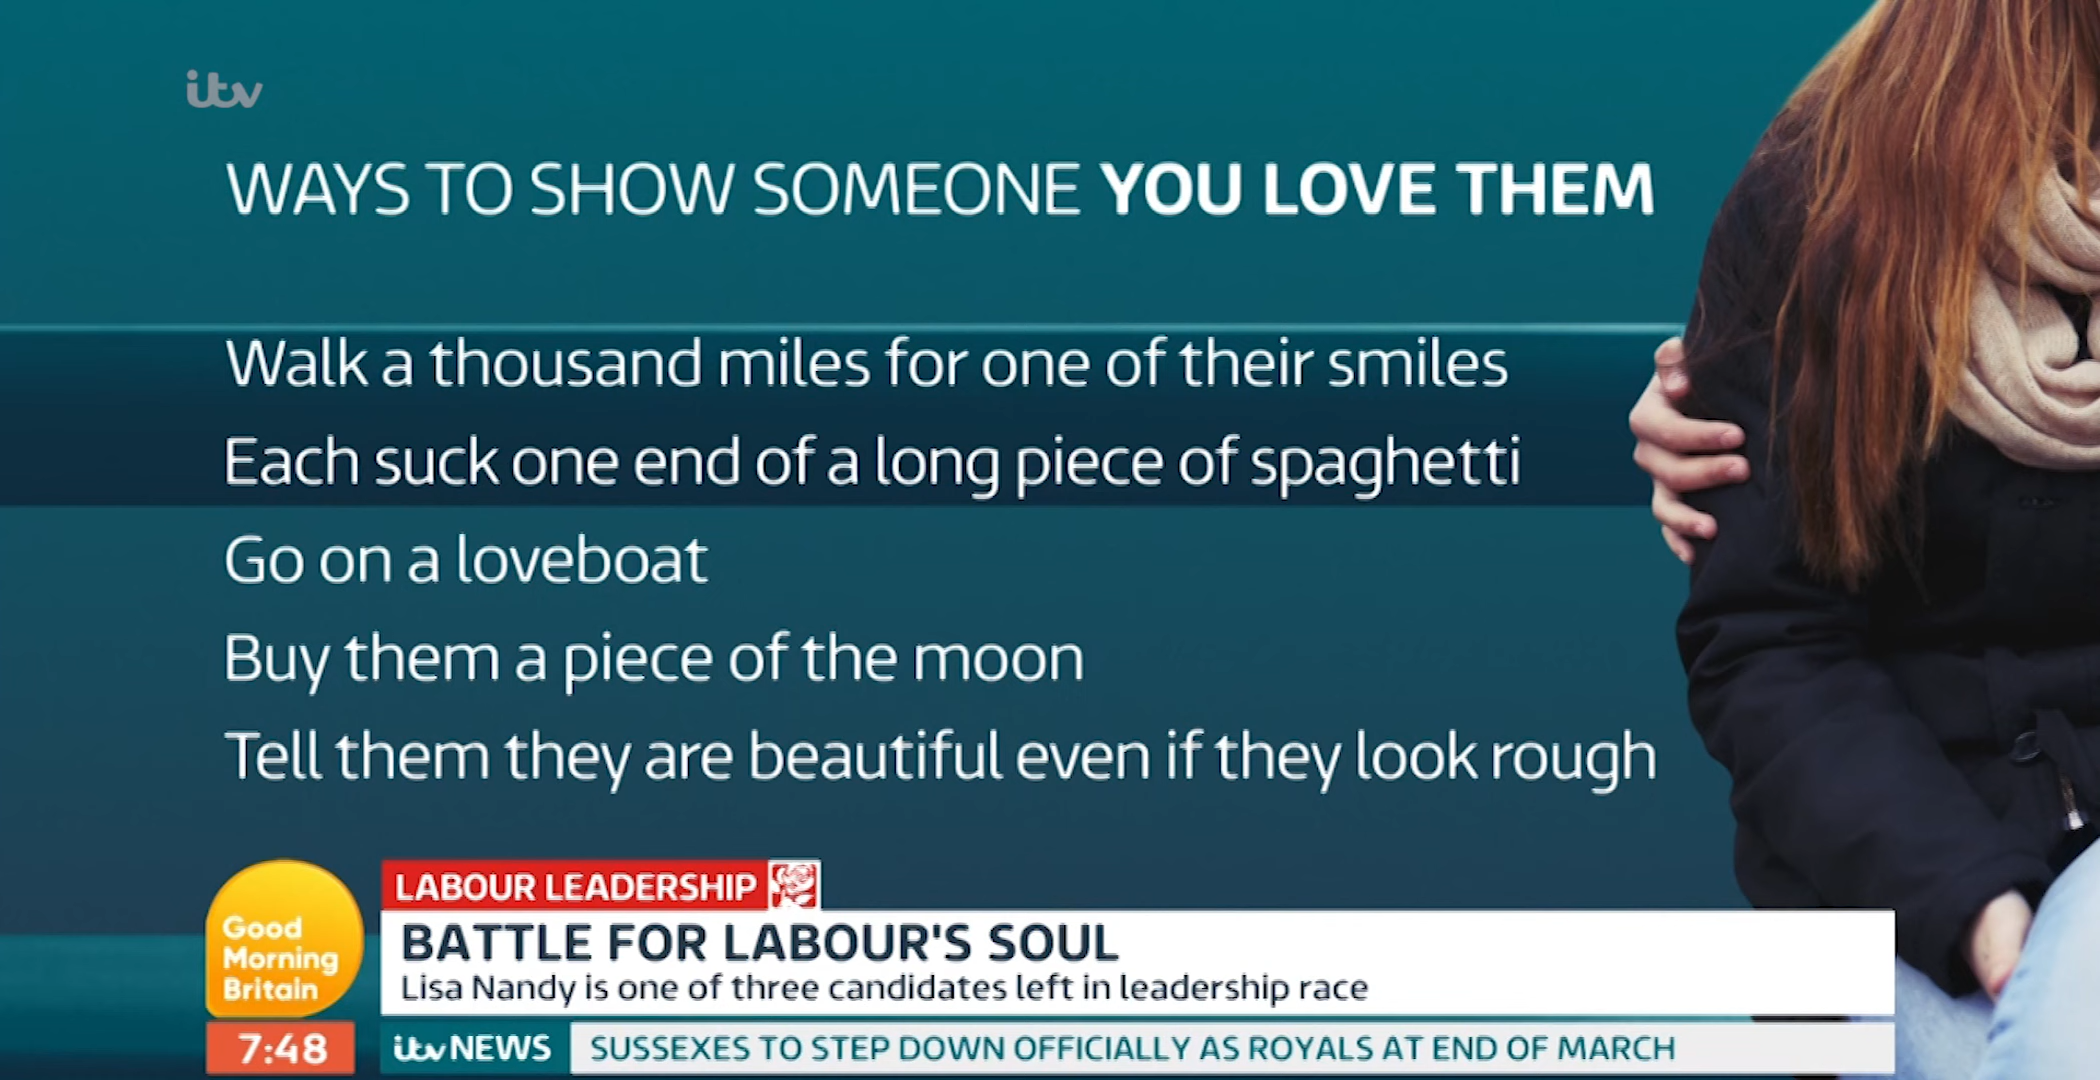 itv
WAYS TO SHOW SOMEONE YOU LOVE THEM
Walk a thousand miles for one of their smiles
Each suck one end of a long piece of spaghetti
Go on a loveboat
Buy them a piece of the moon
Tell them they are beautiful even if they look rough
LABOUR LEADERSHIP
Good
Morning
Britain
BATTLE FOR LABOUR'S SOUL
Lisa Nandy is one of three candidates left in leadership race
7:48
itv NEWS
SUSSEXES TO STEP DOWN OFFICIALLY AS ROYALS AT END OF MARCH